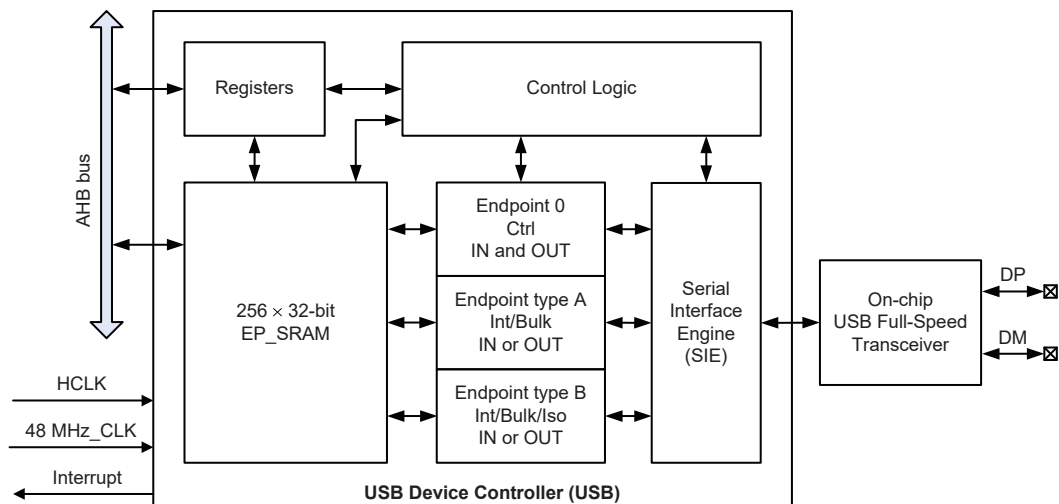 AHB bus
Registers
Control Logic
256 × 32-bit
EP_SRAM
Endpoint 0
Ctrl
IN and OUT
Endpoint type A
Int/Bulk
IN or OUT
Endpoint type B
Int/Bulk/Iso
IN or OUT
Serial
Interface
Engine
(SIE)
On-chip
USB Full-Speed
Transceiver
DP
DM
HCLK
48 MHz_CLK
Interrupt
USB Device Controller (USB)